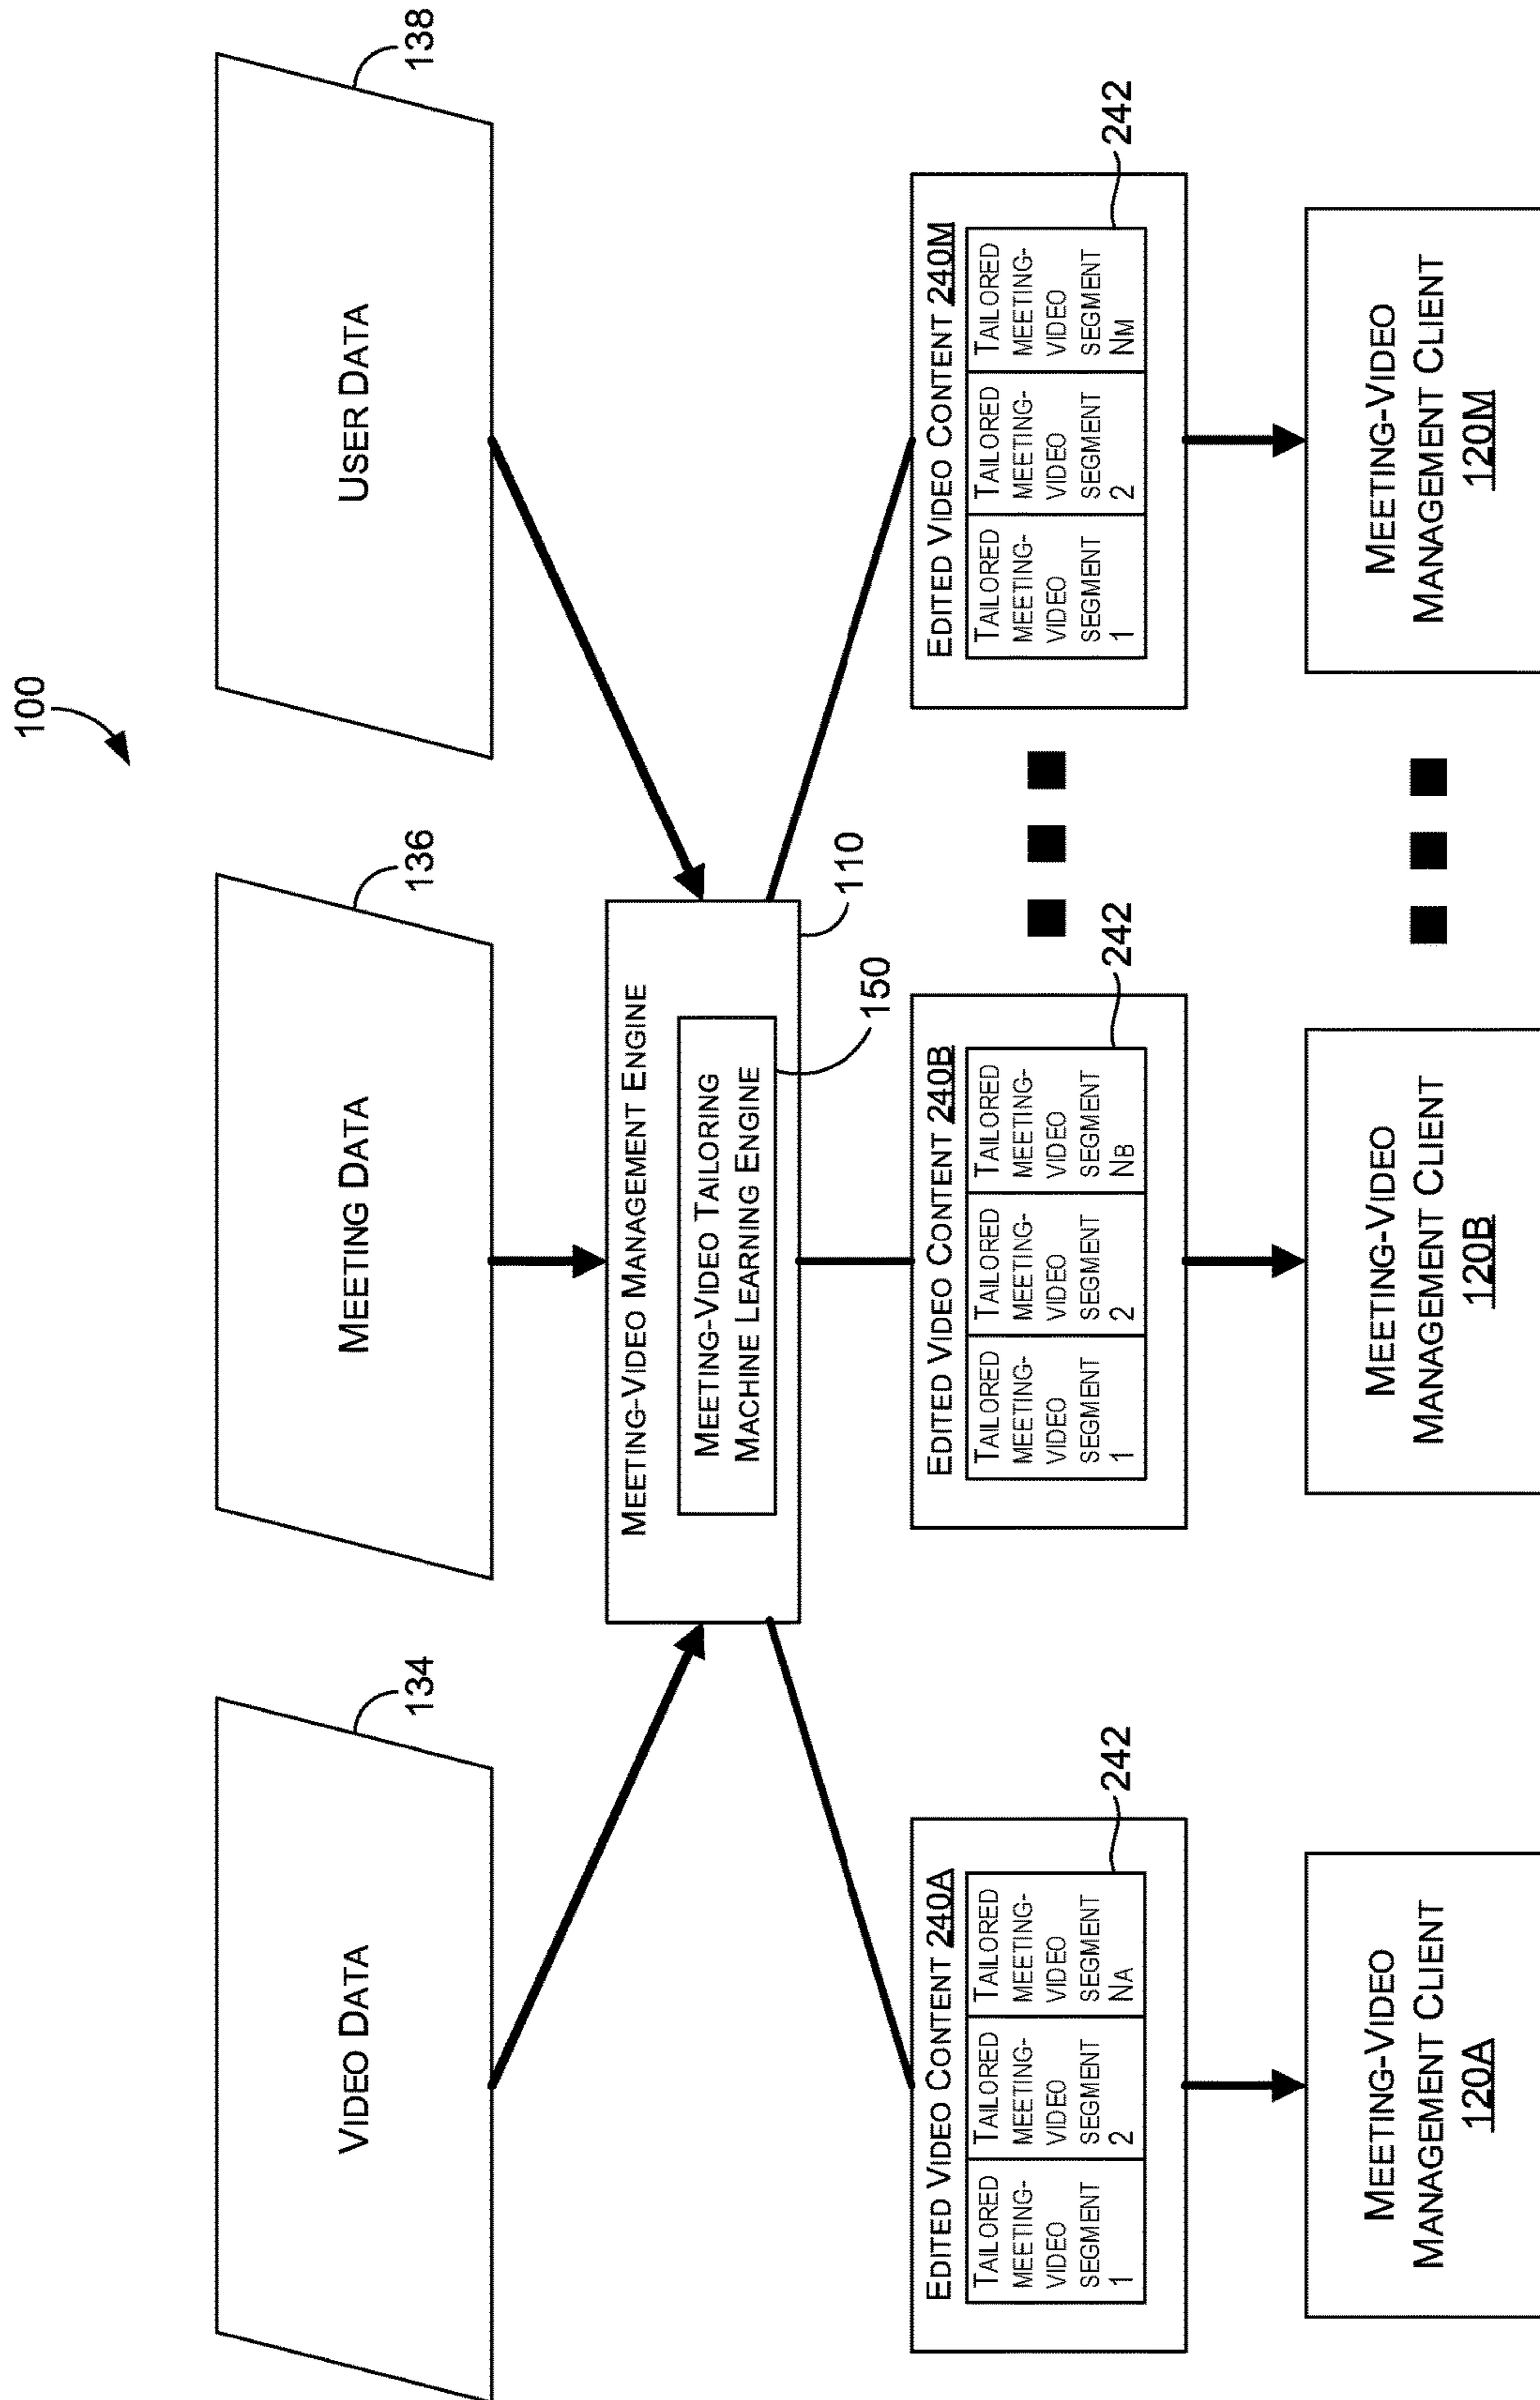 100
VIDEO DATA
134
MEETING DATA
136
USER DATA
138
MEETING-VIDEO MANAGEMENT ENGINE
MEETING-VIDEO TAILORING
MACHINE LEARNING ENGINE
110
150
EDITED VIDEO CONTENT 240A
TAILORED
MEETING-
VIDEO
SEGMENT
1
TAILORED
MEETING-
VIDEO
SEGMENT
2
TAILORED
MEETING-
VIDEO
SEGMENT
NA
242
EDITED VIDEO CONTENT 240B
TAILORED
MEETING-
VIDEO
SEGMENT
1
TAILORED
MEETING-
VIDEO
SEGMENT
2
TAILORED
MEETING-
VIDEO
SEGMENT
NB
242
EDITED VIDEO CONTENT 240M
TAILORED
MEETING-
VIDEO
SEGMENT
1
TAILORED
MEETING-
VIDEO
SEGMENT
2
TAILORED
MEETING-
VIDEO
SEGMENT
NM
242
MEETING-VIDEO
MANAGEMENT CLIENT
120A
MEETING-VIDEO
MANAGEMENT CLIENT
120B
MEETING-VIDEO
MANAGEMENT CLIENT
120M